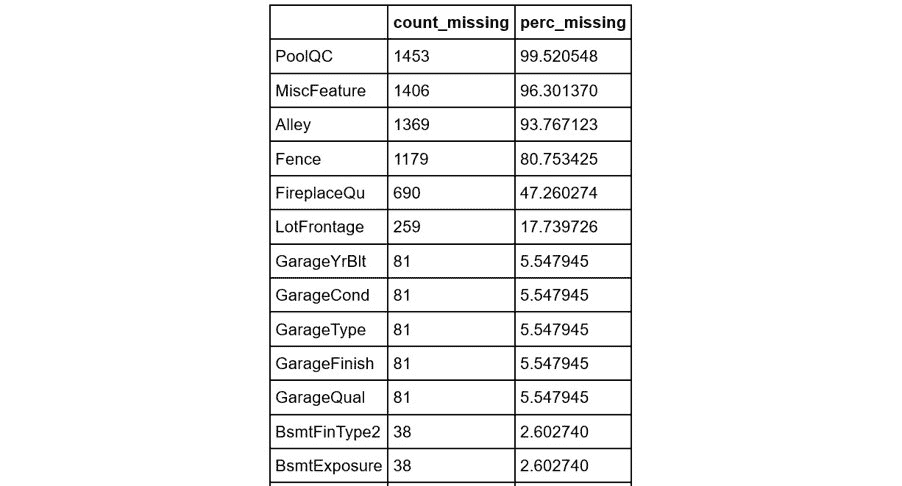 count_missing perc_missing
PoolQC 1453 99.520548
MiscFeature 1406 96.301370
Alley 1369 93.767123
Fence 1179 80.753425
FireplaceQu 690 47.260274
LotFrontage 259 17.739726
GarageYrBlt 81 5.547945
GarageCond 81 5.547945
GarageType 81 5.547945
GarageFinish 81 5.547945
GarageQual 81 5.547945
BsmtFinType2 38 2.602740
BsmtExposure 38 2.602740